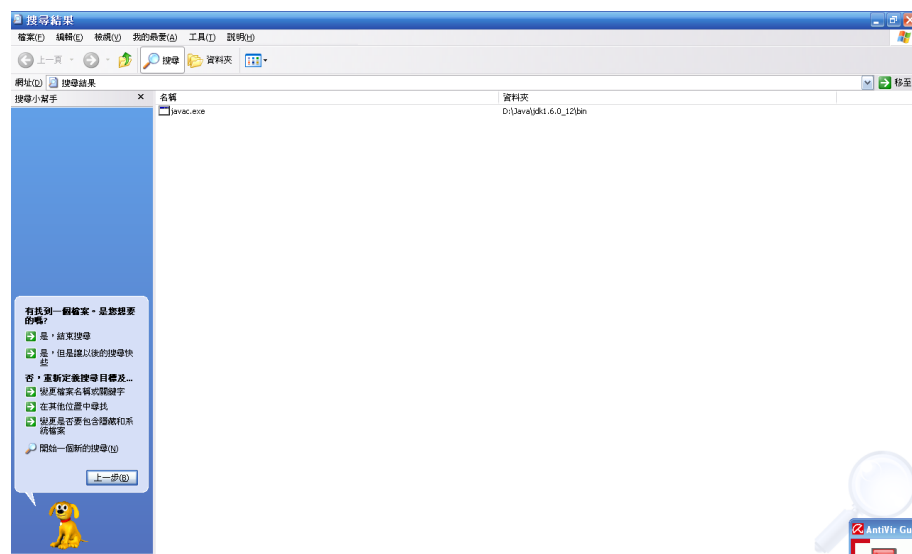 搜尋結果
檔案(F) 編輯(E) 檢視(V) 我的最愛(A) 工具(T) 說明(H)
上一頁 搜尋 資料夾
網址(D) 搜尋結果 移至
搜尋小幫手 × 名稱 資料夾
javac.exe D:\Java\jdk1.6.0_12\bin
有找到一個檔案。是您想要
的嗎?
是，結束搜尋
是，但是讓以後的搜尋快
些
否，重新定義搜尋目標及...
變更檔案名稱或關鍵字
在其他位置中尋找
變更是否要包含隱藏和系
統檔案
開始一個新的搜尋(N)
上一步(B)
AntiVir Gu